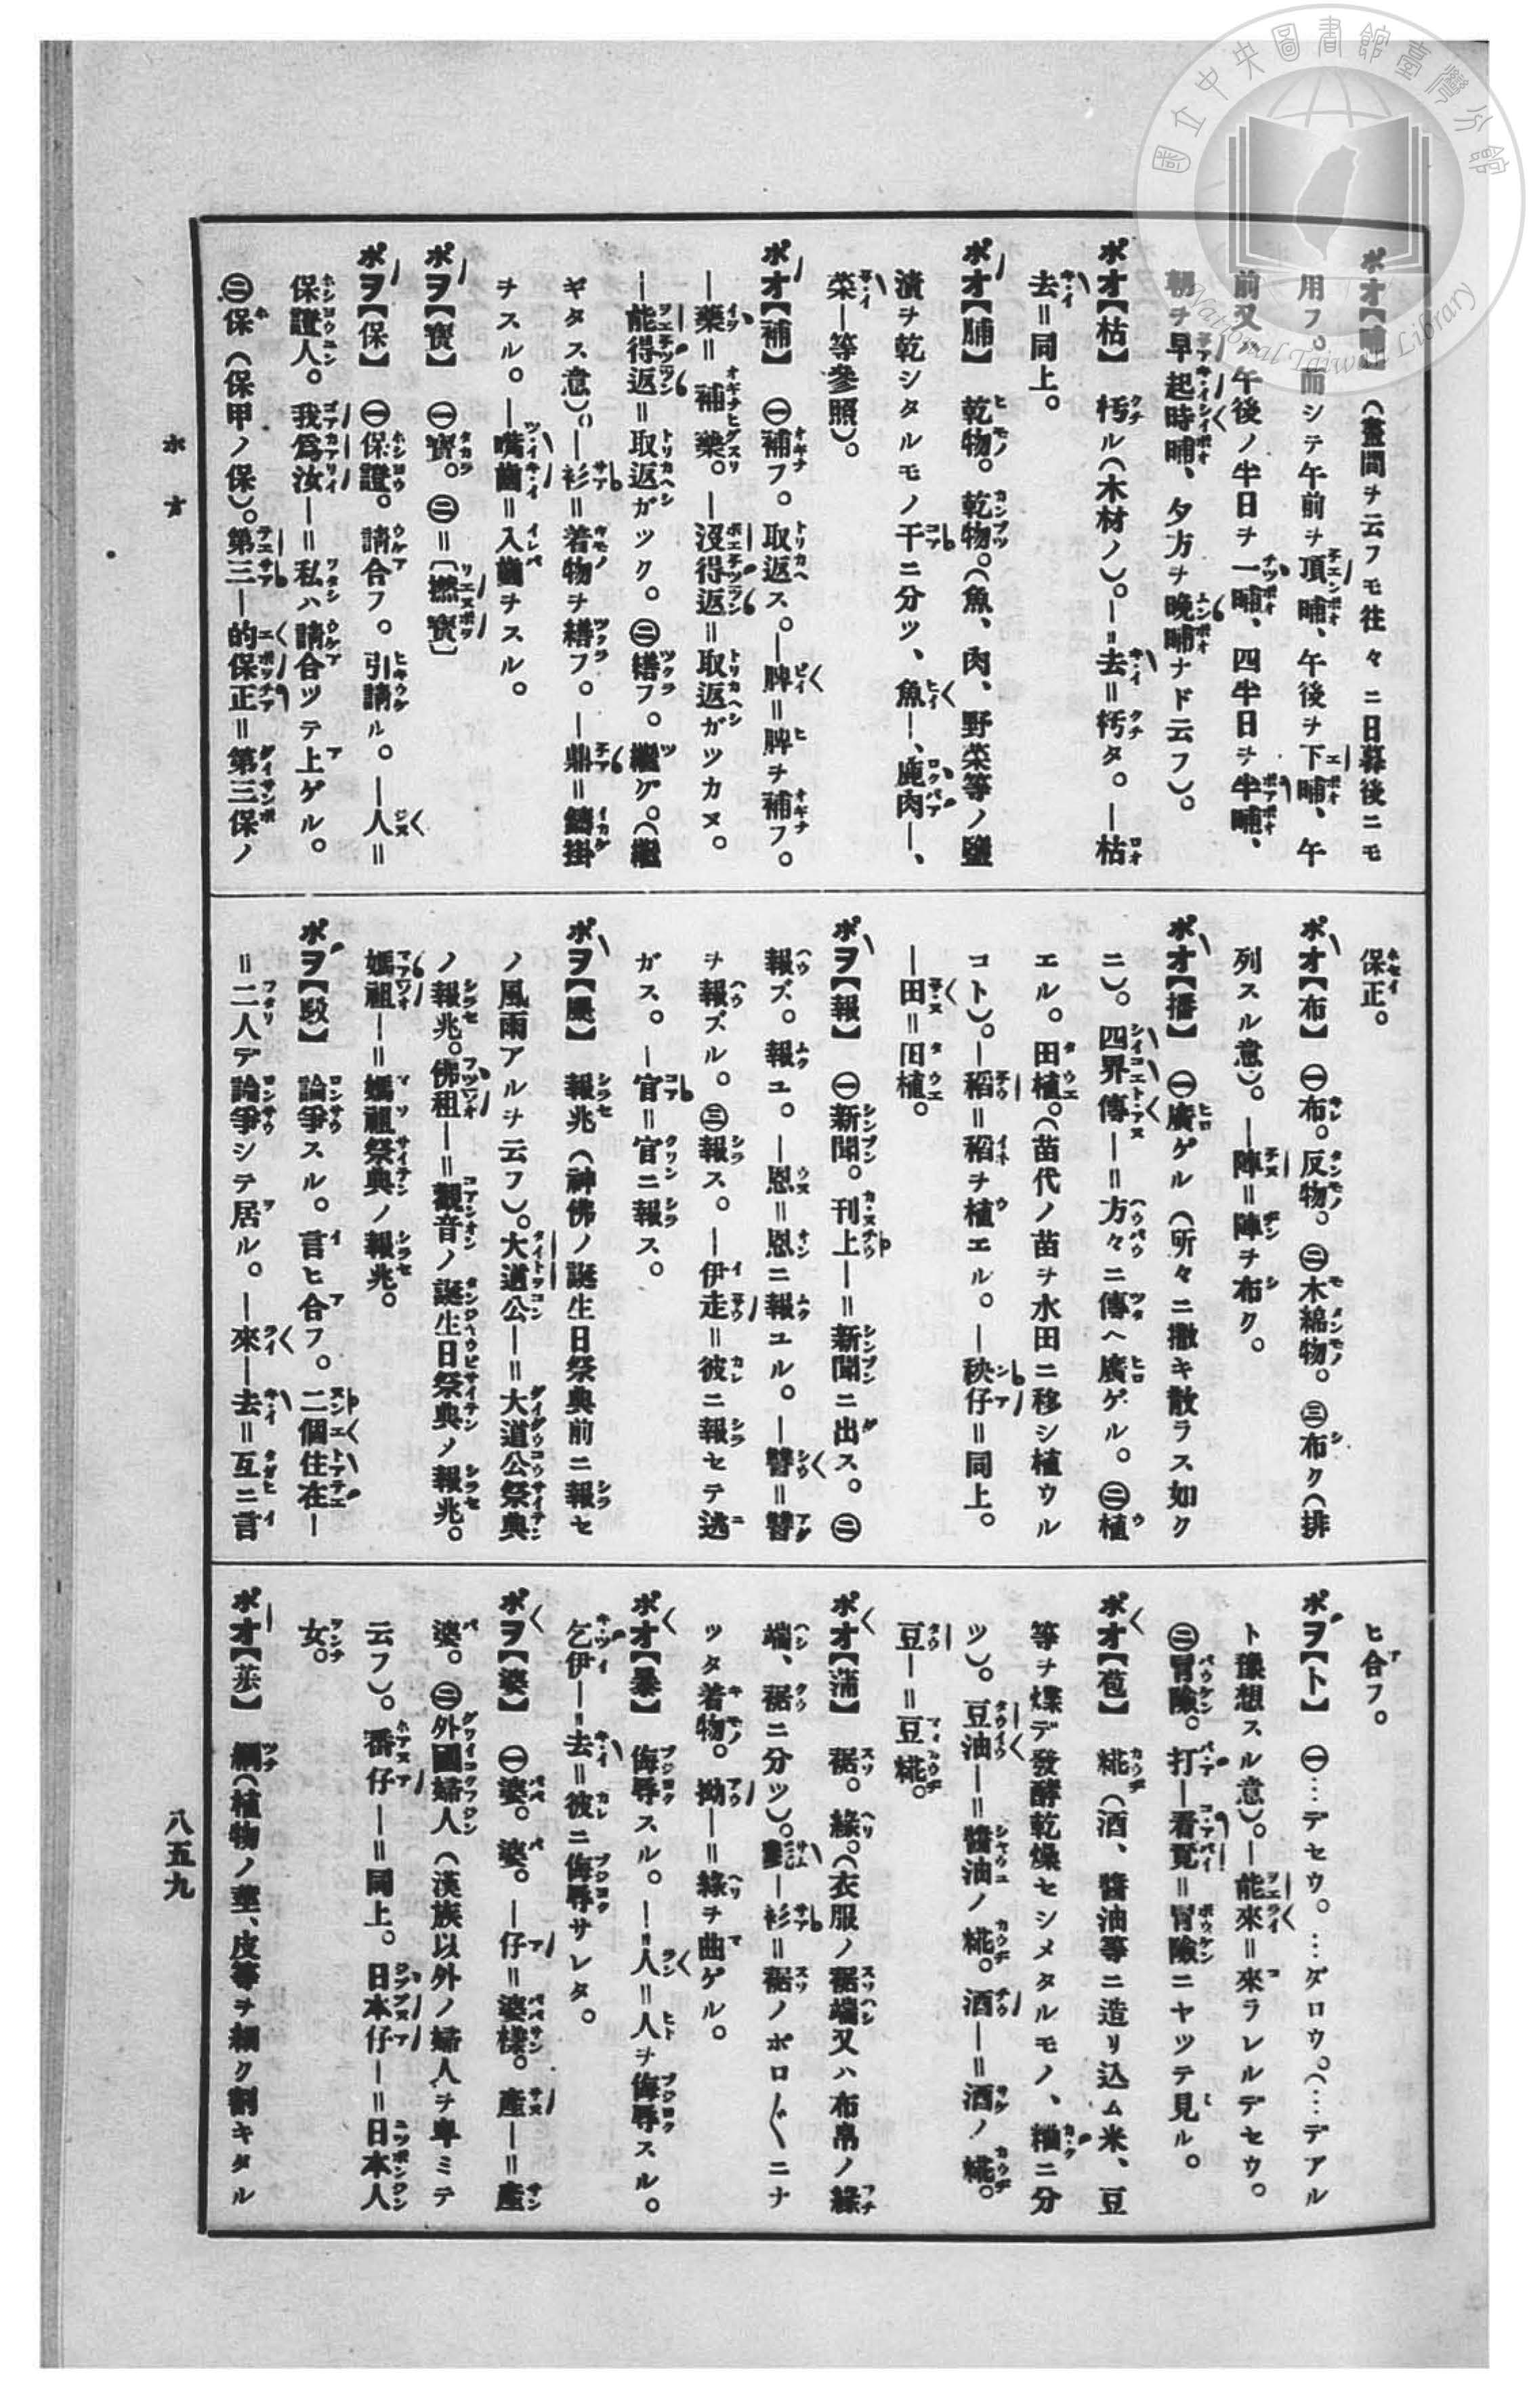 國立中央圖書館臺灣分館
National Taiwan Library
ポオ【晡】（晝間ヲ云フモ往々ニ日暮後ニモ
用フ。而シテ午前ヲ頂晡、午後ヲ下晡、午
前又ハ午後ノ半日ヲ一晡、四半日ヲ半晡、
朝ヲ早起時晡、夕方ヲ晩晡ナド云フ）。
ポオ【枯】 朽ル（木材ノ）。―〃去＝朽タ。―枯
去＝同上。
ポオ【脯】 乾物。乾物。（魚、肉、野菜等ノ鹽
漬ヲ乾シタルモノ干ニ分ツ、魚―、鹿肉―、
菜―等參照）。
ポオ【補】 ㊀補フ。取返ス。―脾＝脾ヲ補フ。
―藥＝補藥。―沒得返＝取返ガツカヌ。
―能得返＝取返ガツク。㊁繕フ。繼グ。（繼
ギタス意）。―衫＝着物ヲ繕フ。―鼎＝鑄掛
ヲスル。―嘴齒＝入齒ヲスル。
ポヲ【寶】 ㊀寶。㊁＝〔撚寶〕
ポヲ【保】 ㊀保證。請合フ。引請ル。―人＝
保證人。我爲汝―＝私ハ請合ツテ上ゲル。
㊁保（保甲ノ保）。第三―的保正＝第三保ノ
保正。
ポオ【布】 ㊀布。反物。㊁木綿物。㊂布ク（排
列スル意）。―陣＝陣ヲ布ク。
ポオ【播】 ㊀廣ゲル（所々ニ撒キ散ラス如ク
ニ）。四界傳―＝方々ニ傳ヘ廣ゲル。㊁植
エル。田植。（苗代ノ苗ヲ水田ニ移シ植ウル
コト）。―稻＝稻ヲ植エル。―秧仔＝同上。
―田＝田植。
ポヲ【報】 ㊀新聞。刊上―＝新聞ニ出ス。㊁
報ズ。報ユ。―恩＝恩ニ報ユル。―讐＝讐
ヲ報ズル。㊂報ス。―伊走＝彼ニ報セテ逃
ガス。―官＝官ニ報ス。
ポヲ【颮】 報兆（神佛ノ誕生日祭典前ニ報セ
ノ風雨アルヲ云フ）。大道公―＝大道公祭典
ノ報兆。佛祖―＝觀音ノ誕生日祭典ノ報兆。
媽祖―＝媽祖祭典ノ報兆。
ポヲ【駁】 論爭スル。言ヒ合フ。二個住在―
＝二人デ論爭シテ居ル。―來―去＝互ニ言
ヒ合フ。
ポヲ【卜】 ㊀…デセウ。…ダロウ。（…デアル
ト豫想スル意）。―能來＝來ラレルデセウ。
㊁冒險。打―看覓＝冒險ニヤツテ見ル。
ポオ【苞】 糀（酒、醬油等ニ造リ込ム米、豆
等ヲ煠デ發酵乾燥セシメタルモノ、粬ニ分
ツ）。豆油―＝醬油ノ糀。酒―＝酒ノ糀。
豆―＝豆糀。
ポオ【蒲】 裾。緣。（衣服ノ裾端又ハ布帛ノ緣
端、裾ニ分ツ）。―衫＝裾ノボロ〲ニナ
ツタ着物。拗―＝緣ヲ曲ゲル。
ポオ【暴】 侮辱スル。―〃人＝人ヲ侮辱スル。
乞伊―〃去＝彼ニ侮辱サレタ。
ポヲ【婆】 ㊀婆。婆。―仔＝婆樣。產―＝產
婆。㊁外國婦人（漢族以外ノ婦人ヲ卑ミテ
云フ）。番仔―＝同上。日本仔―＝日本人
女。
ポオ【荹】 綱（植物ノ莖、皮等ヲ細ク割キタル
ホオ
八五九